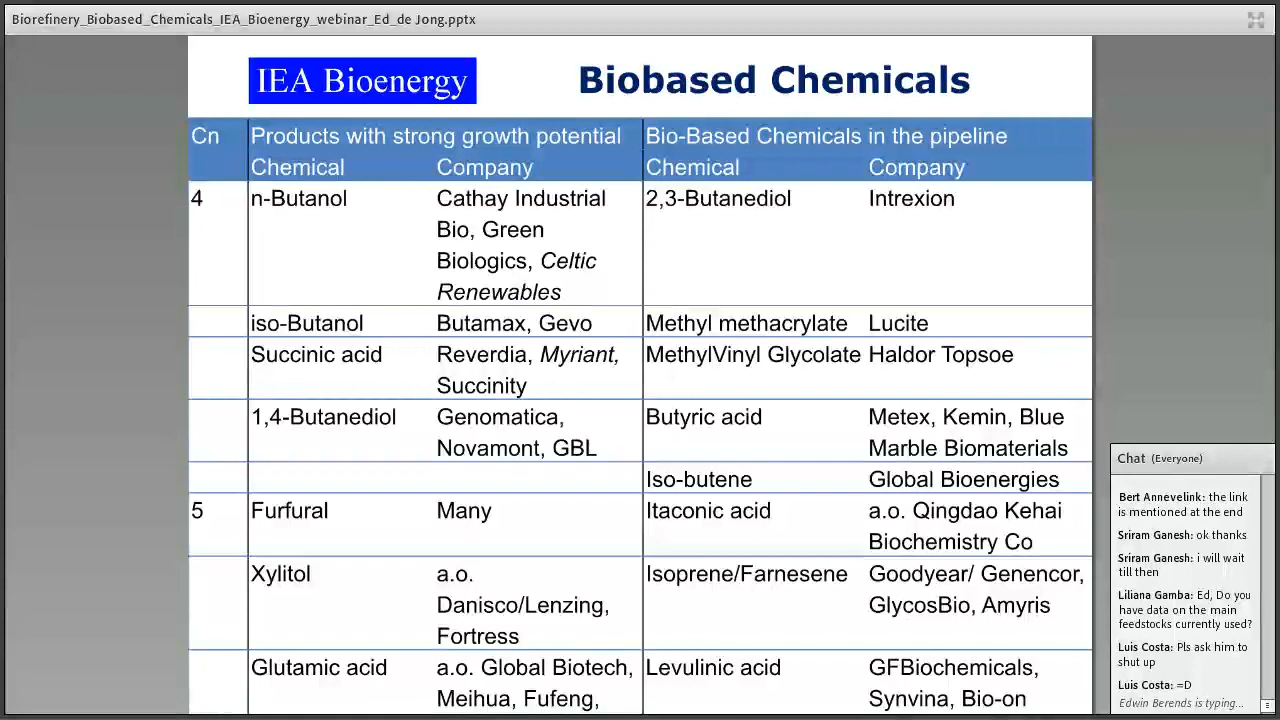 Biorefinery_Biobased_Chemicals_IEA_Bioenergy_webinar_Ed_de Jong.pptx
IEA Bioenergy
Biobased Chemicals
Cn Products with strong growth potential Bio-Based Chemicals in the pipeline
Chemical Company Chemical Company
4 n-Butanol Cathay Industrial 2,3-Butanediol Intrexion
Bio, Green
Biologics, Celtic
Renewables
iso-Butanol Butamax, Gevo Methyl methacrylate Lucite
Succinic acid Reverdia, Myriant, MethylVinyl Glycolate Haldor Topsoe
Succinity
1,4-Butanediol Genomatica, Butyric acid Metex, Kemin, Blue
Novamont, GBL Marble Biomaterials
Iso-butene Global Bioenergies
5 Furfural Many Itaconic acid a.o. Qingdao Kehai
Biochemistry Co
Xylitol a.o. Isoprene/Farnesene Goodyear/ Genencor,
Danisco/Lenzing, GlycosBio, Amyris
Fortress
Glutamic acid a.o. Global Biotech, Levulinic acid GFBiochemicals,
Meihua, Fufeng, Synvina, Bio-on
Chat (Everyone)
Bert Annevelink: the link
is mentioned at the end
Sriram Ganesh: ok thanks
Sriram Ganesh: i will wait
till then
Liliana Gamba: Ed, Do you
have data on the main
feedstocks currently used?
Luis Costa: Pls ask him to
shut up
Luis Costa: =D
Edwin Berends is typing...